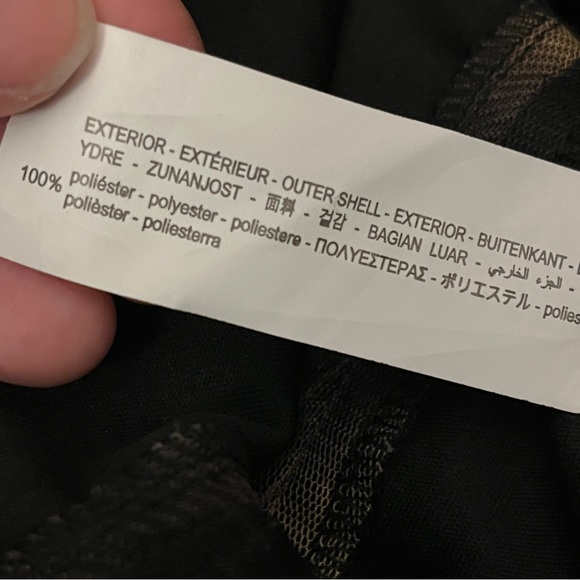 EXTERIOR - EXTÉRIEUR - OUTER SHELL - EXTERIOR - BUITENKANT -
YDRE - ZUNANJOST - 面料 - 겉감 - BAGIAN LUAR - الجزء الخارجي -
100% poliéster - polyester - poliestere - ΠΟΛΥΕΣΤΕΡΑΣ - ポリエステル - polies
polièster - poliesterra